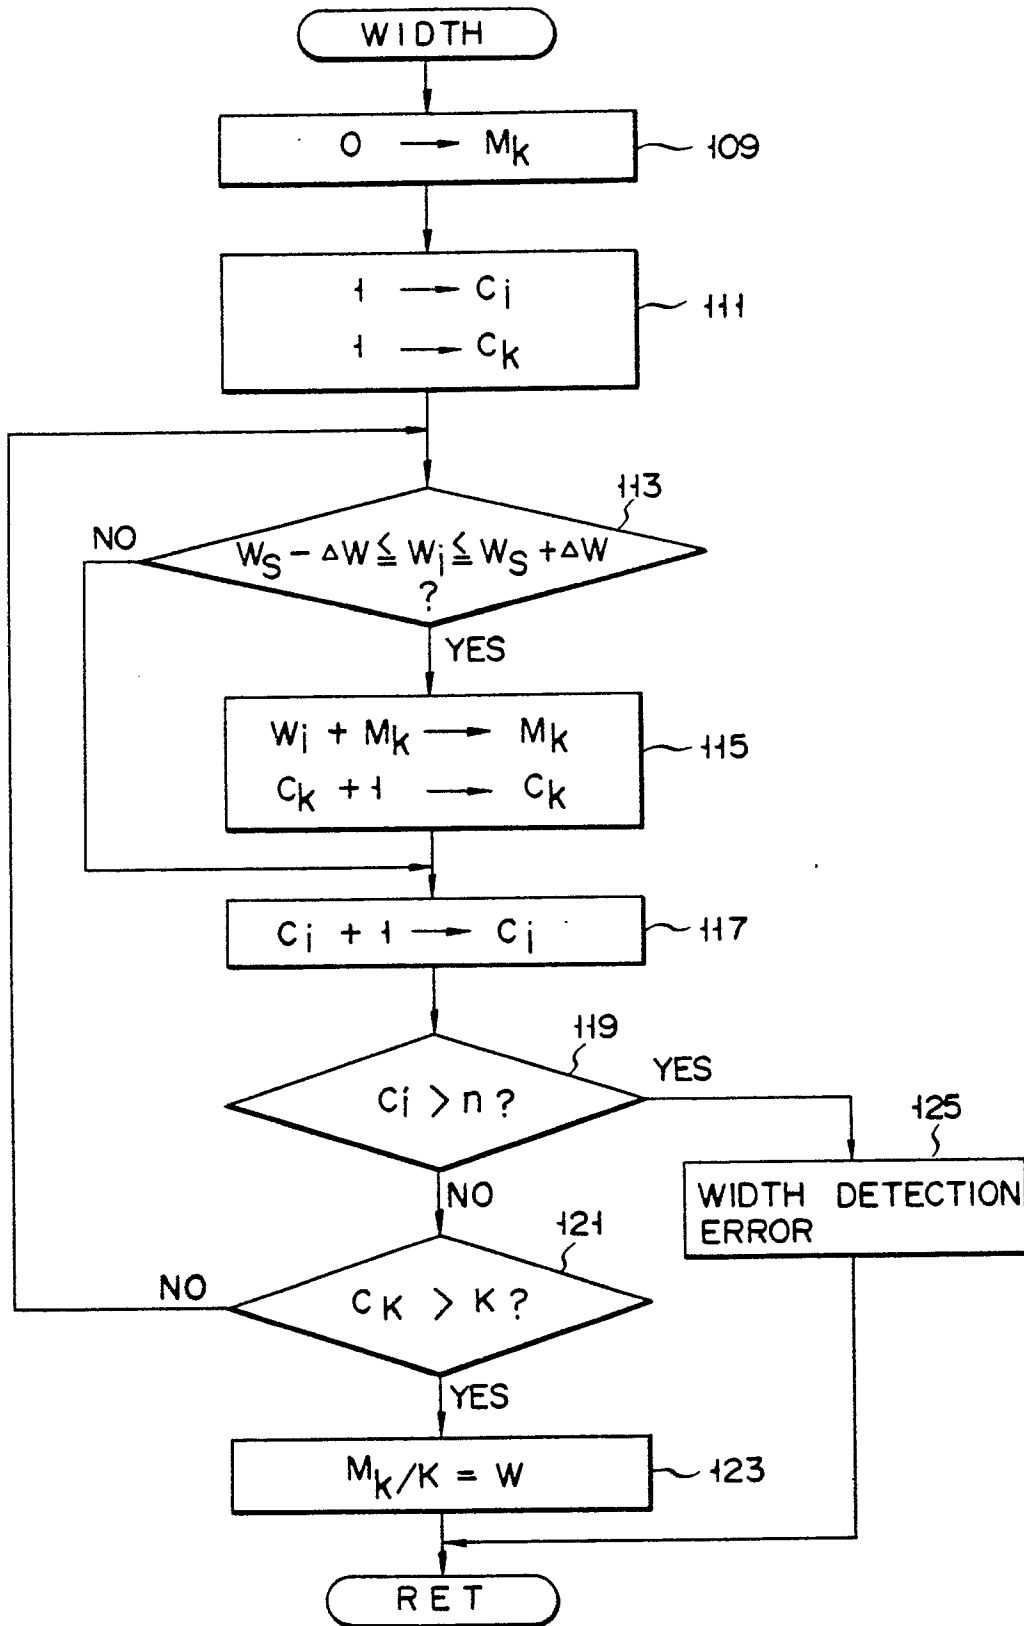 WIDTH
0 → Mk
109
1 → Ci
1 → Ck
111
113
NO
WS − ΔW ≦ Wi ≦ WS + ΔW
?
YES
Wi + Mk → Mk
Ck + 1 → Ck
115
Ci + 1 → Ci
117
119
Ci > n ?
YES
125
WIDTH DETECTION
ERROR
NO
121
NO
CK > K ?
YES
Mk/K = W
123
RET